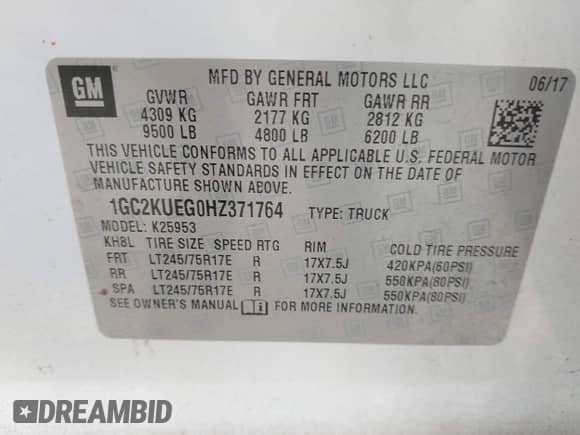 GM
MFD BY GENERAL MOTORS LLC 06/17
GVWR GAWR FRT GAWR RR
4309 KG 2177 KG 2812 KG
9500 LB 4800 LB 6200 LB
THIS VEHICLE CONFORMS TO ALL APPLICABLE U.S. FEDERAL MOTOR
VEHICLE SAFETY STANDARDS IN EFFECT ON THE DATE OF
MANUFACTURE SHOWN ABOVE.
1GC2KUEG0HZ371764 TYPE: TRUCK
MODEL: K25953
KH8L TIRE SIZE SPEED RTG RIM COLD TIRE PRESSURE
FRT LT245/75R17E R 17X7.5J 420KPA(60PSI)
RR LT245/75R17E R 17X7.5J 550KPA(80PSI)
SPA LT245/75R17E R 17X7.5J 550KPA(80PSI)
SEE OWNER'S MANUAL FOR MORE INFORMATION.
DREAMBID